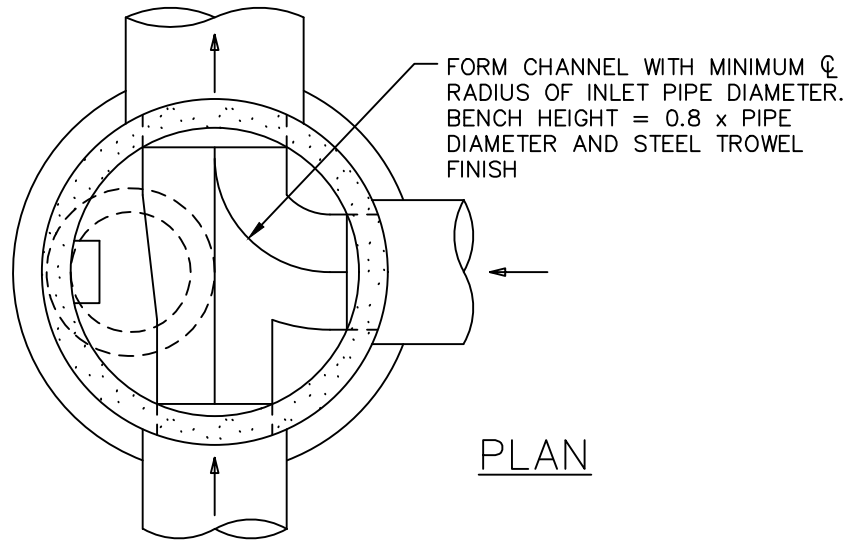 FORM CHANNEL WITH MINIMUM ℄
RADIUS OF INLET PIPE DIAMETER.
BENCH HEIGHT = 0.8 x PIPE
DIAMETER AND STEEL TROWEL
FINISH
PLAN